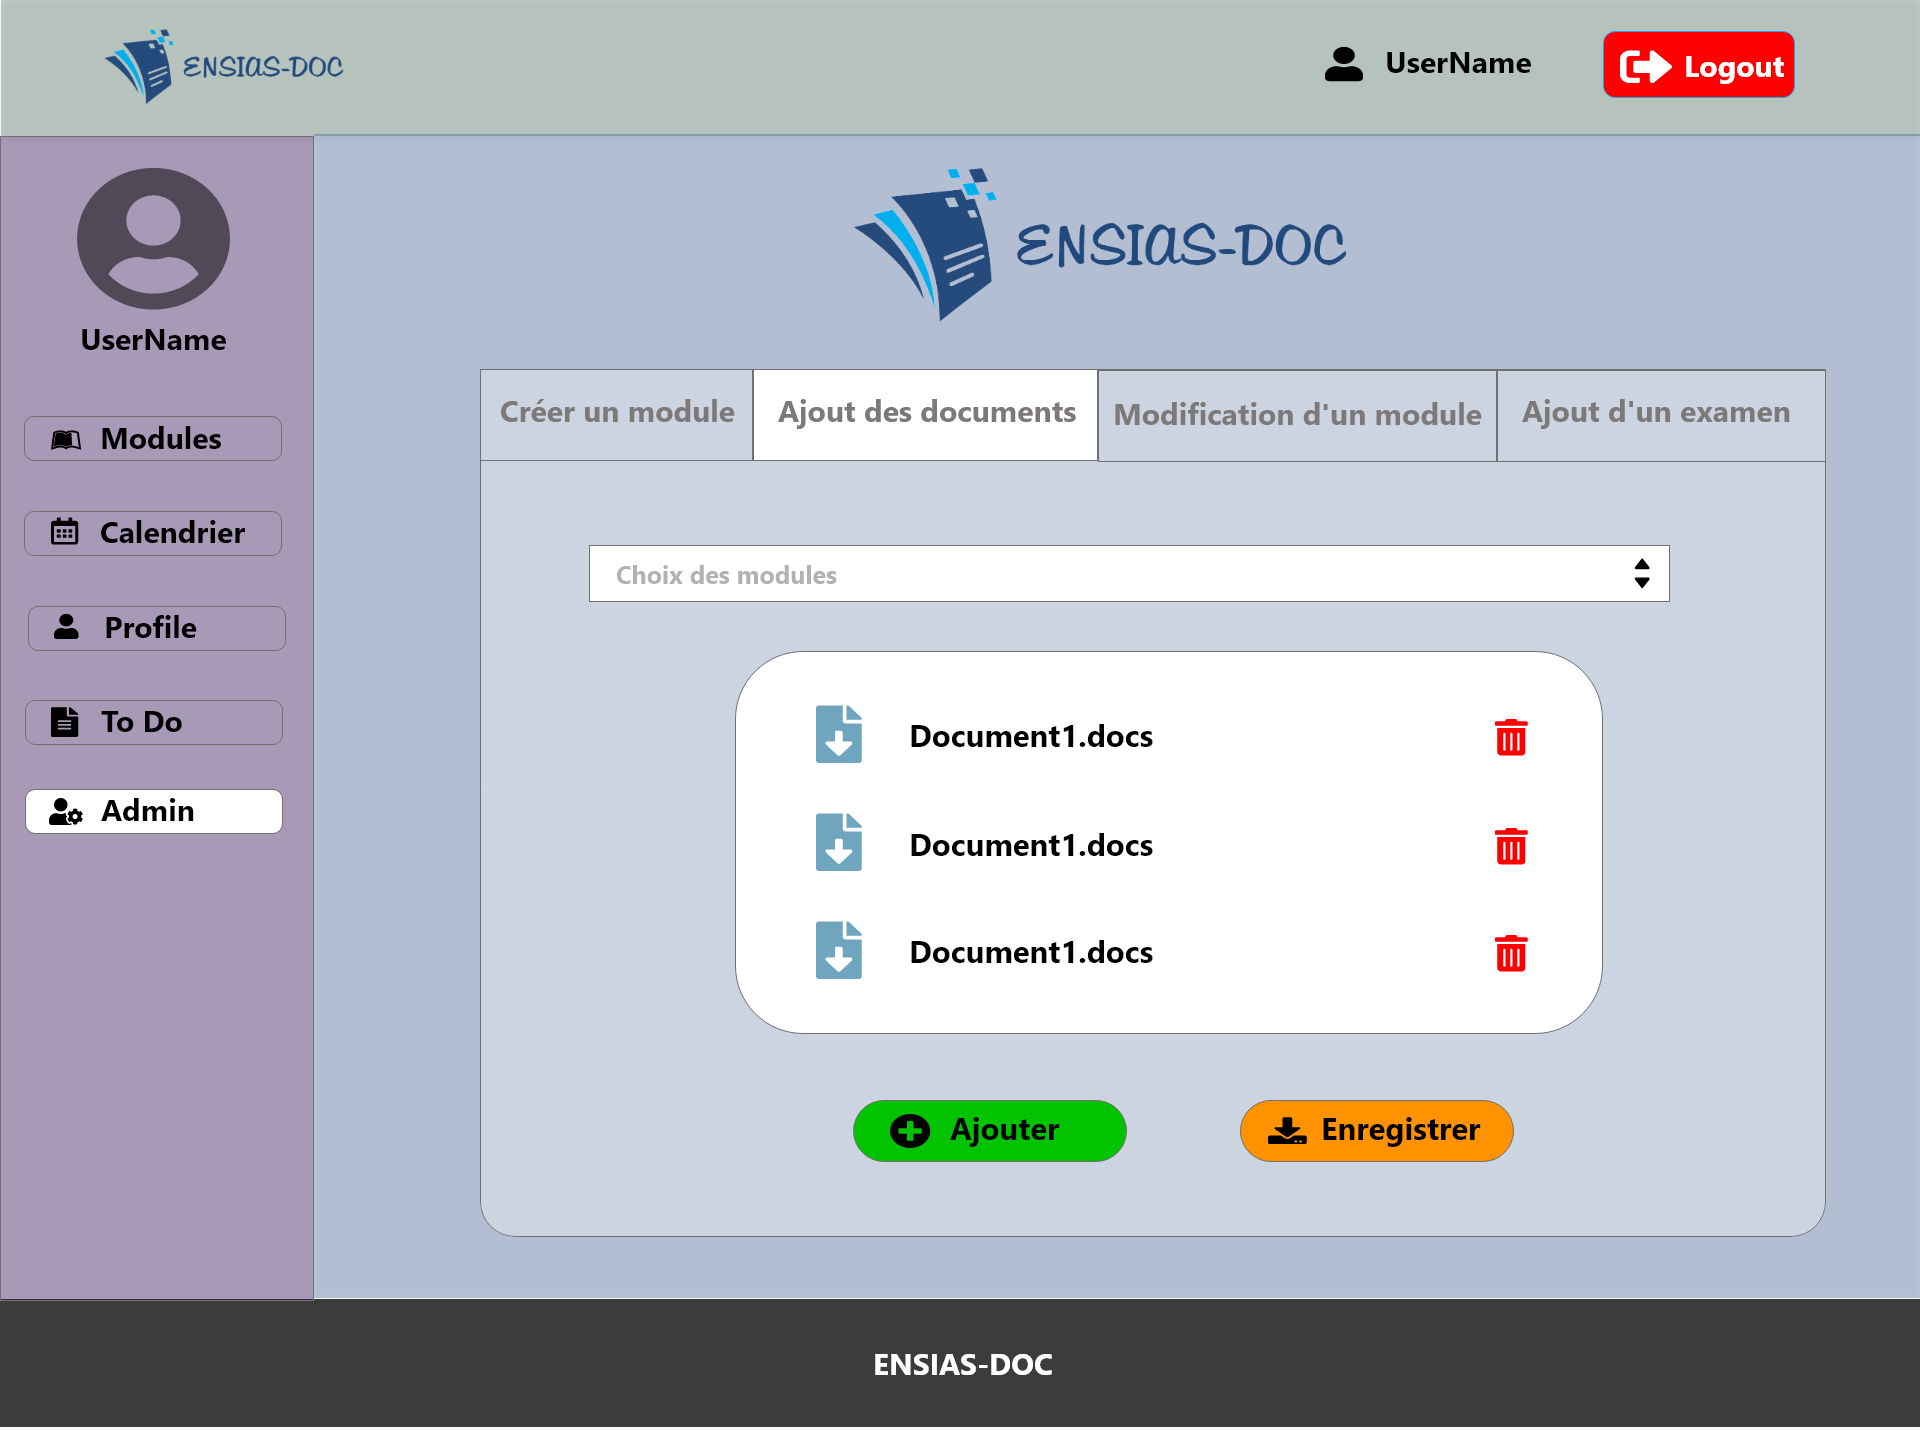 ENSIAS-DOC
UserName
Logout
UserName
Modules
Calendrier
Profile
To Do
Admin
ENSIAS-DOC
Créer un module
Ajout des documents
Modification d'un module
Ajout d'un examen
Choix des modules
Document1.docs
Document1.docs
Document1.docs
Ajouter
Enregistrer
ENSIAS-DOC